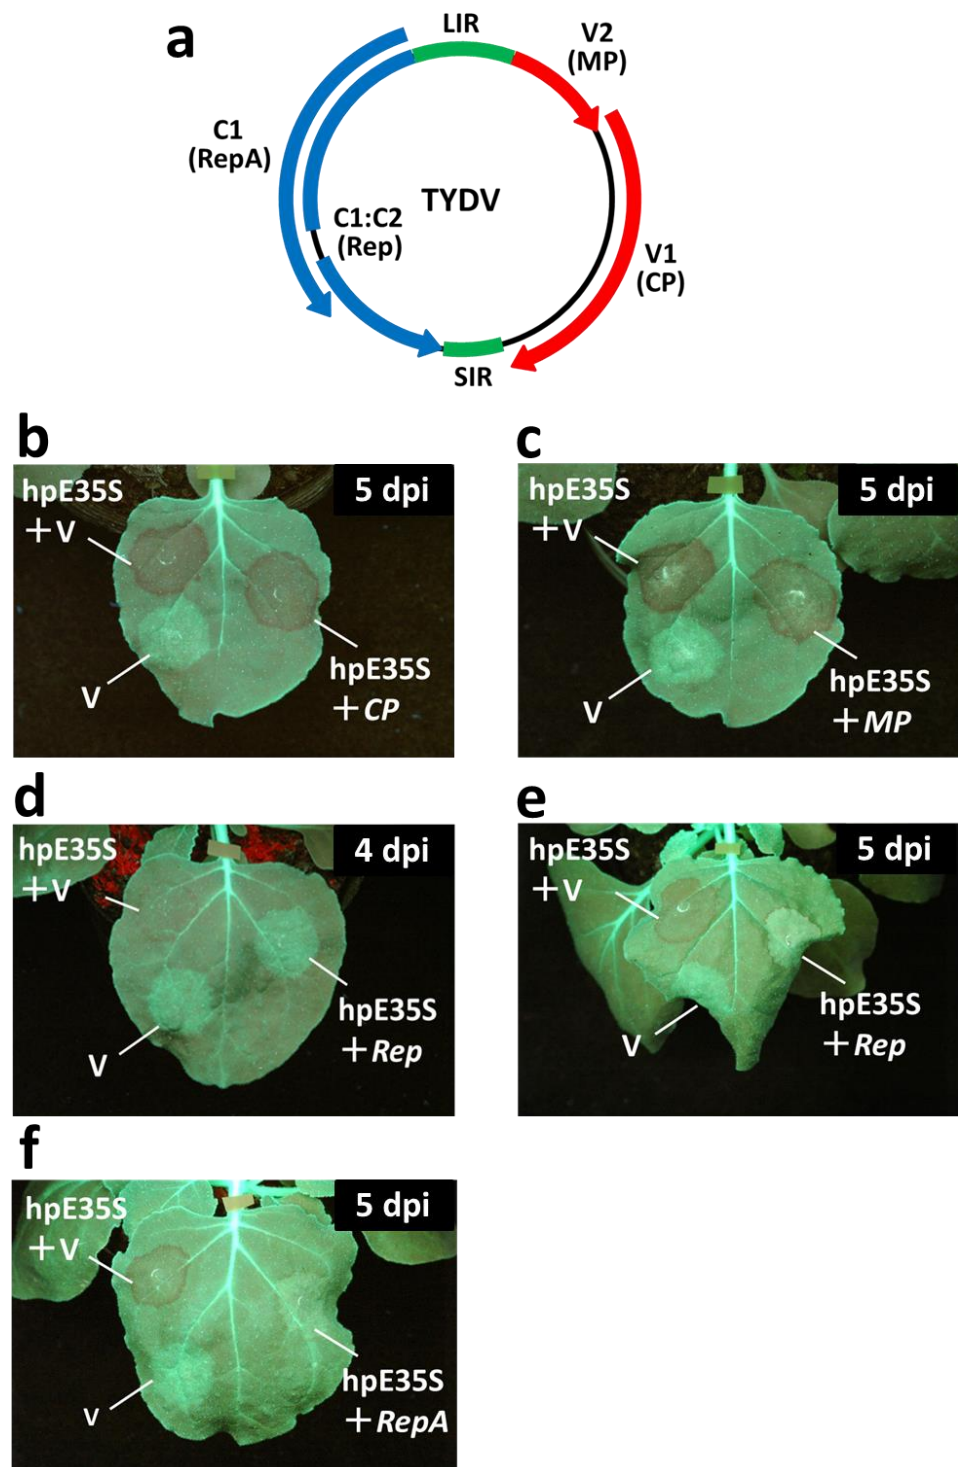 a
LIR
V2
(MP)
C1
(RepA)
C1:C2
(Rep)
TYDV
V1
(CP)
SIR
b
hpE35S
+V
5 dpi
V
hpE35S
+CP
c
hpE35S
+V
5 dpi
V
hpE35S
+MP
d
hpE35S
+V
4 dpi
V
hpE35S
+Rep
e
hpE35S
+V
5 dpi
V
hpE35S
+Rep
f
hpE35S
+V
5 dpi
V
hpE35S
+RepA